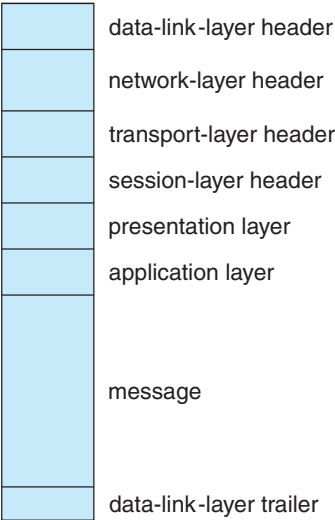 data-link-layer header
network-layer header
transport-layer header
session-layer header
presentation layer
application layer
message
data-link-layer trailer